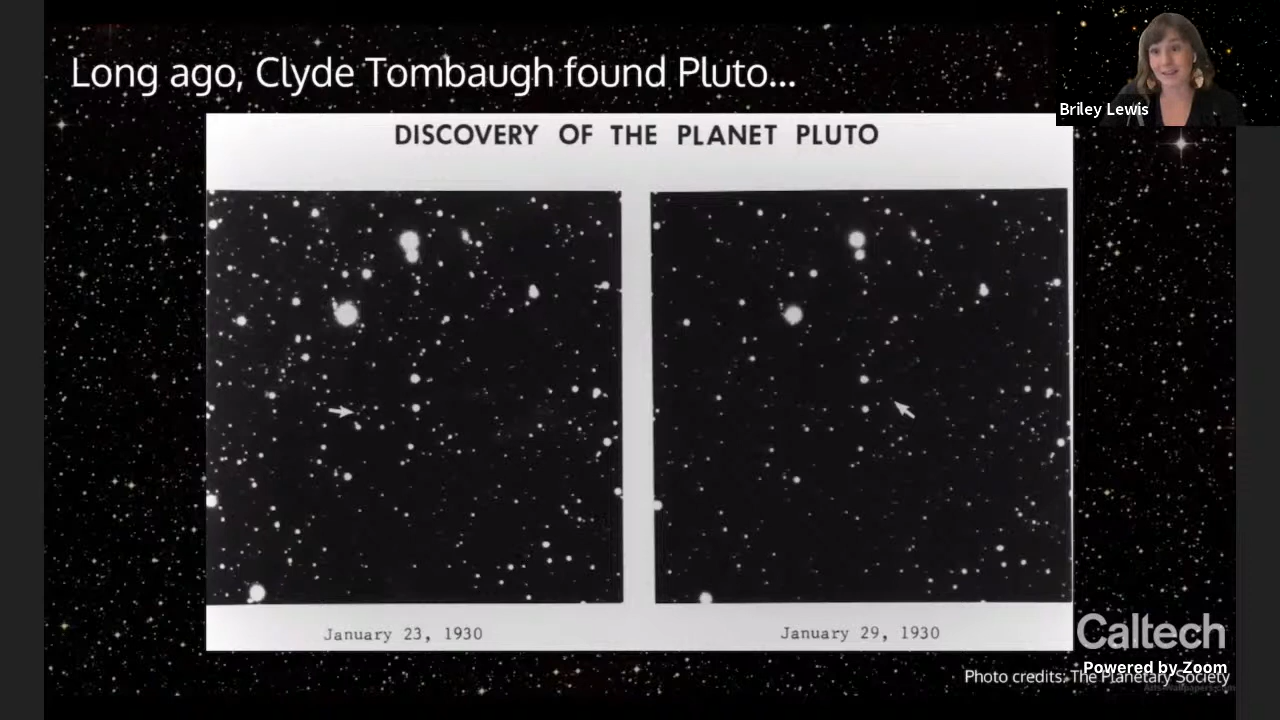 Long ago, Clyde Tombaugh found Pluto...
Briley Lewis
DISCOVERY OF THE PLANET PLUTO
January 23, 1930
January 29, 1930
Caltech
Powered by Zoom
Photo credits: The Planetary Society